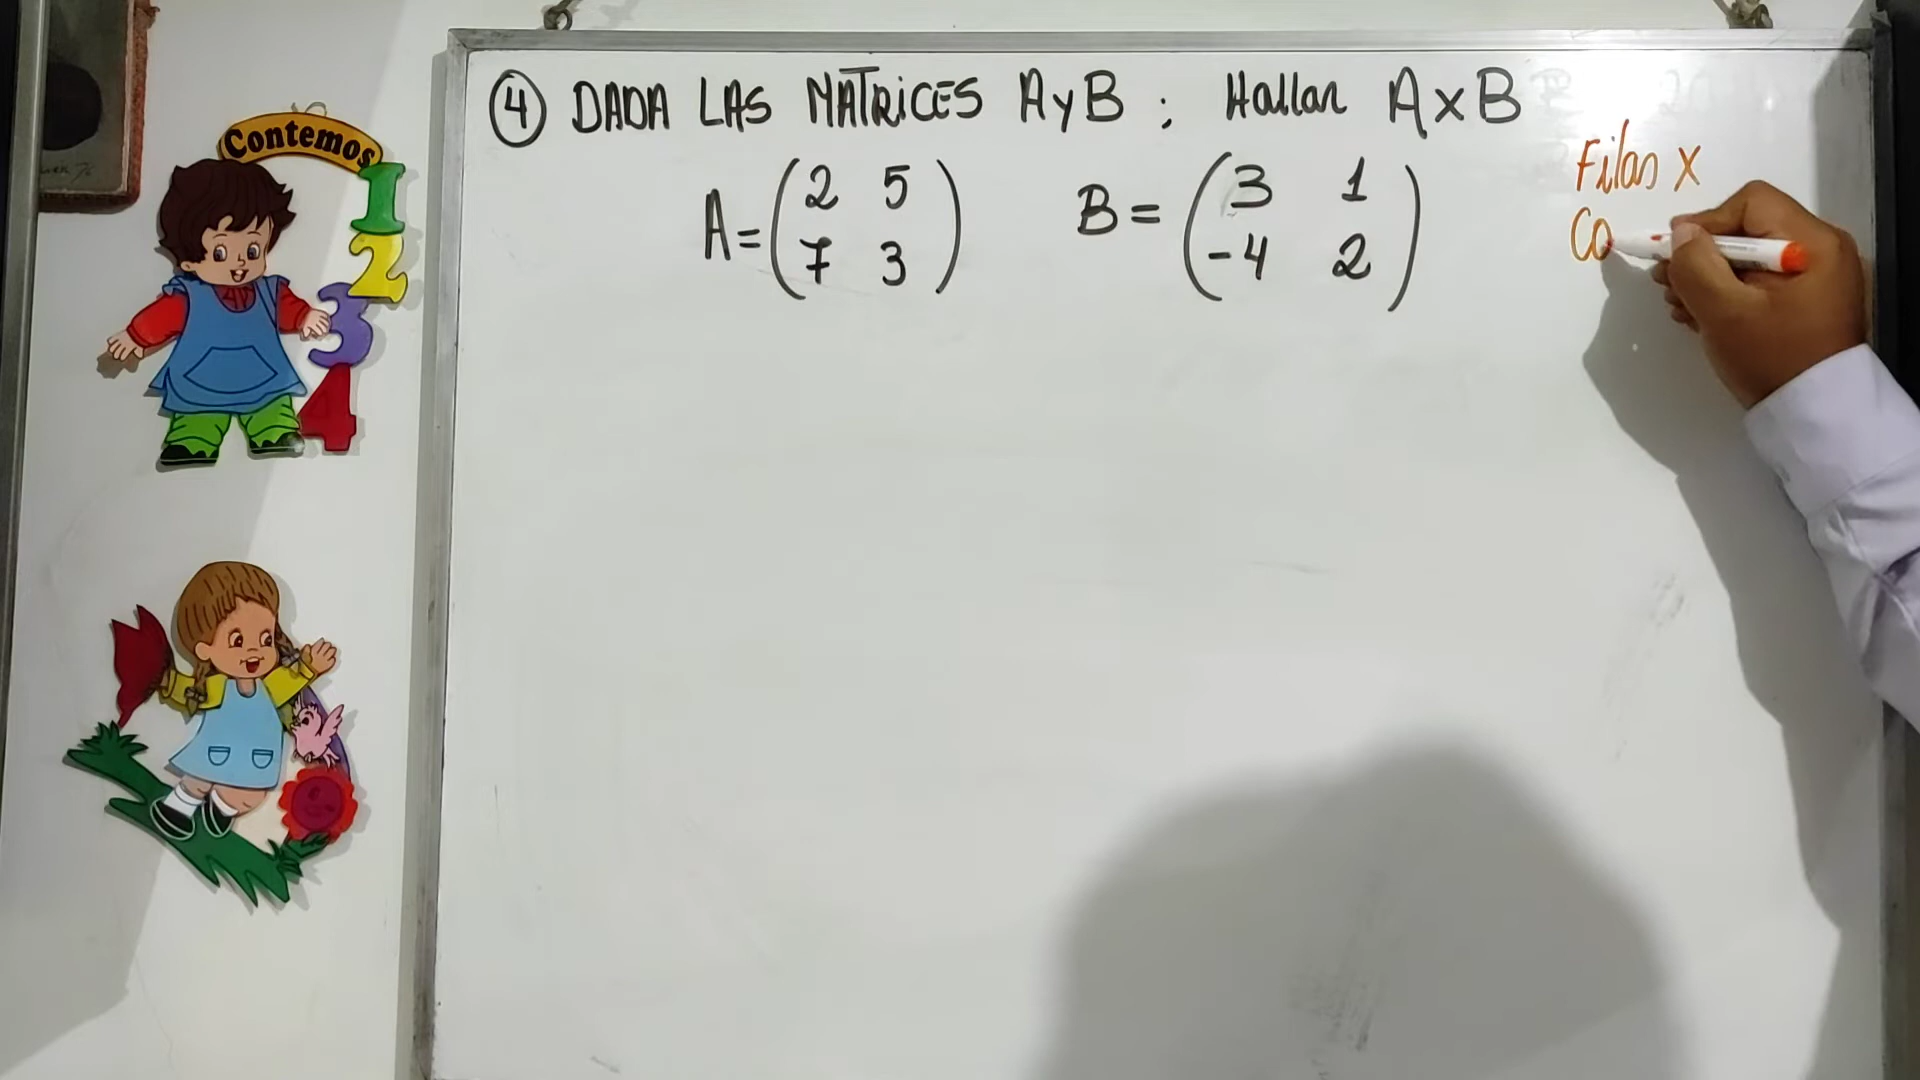 Contemos
1
2
3
4
④ DADA LAS MATRICES A y B ; Hallar A x B
A = ( 2 5
7 3 )
B = ( 3 1
-4 2 )
Filas x
Co